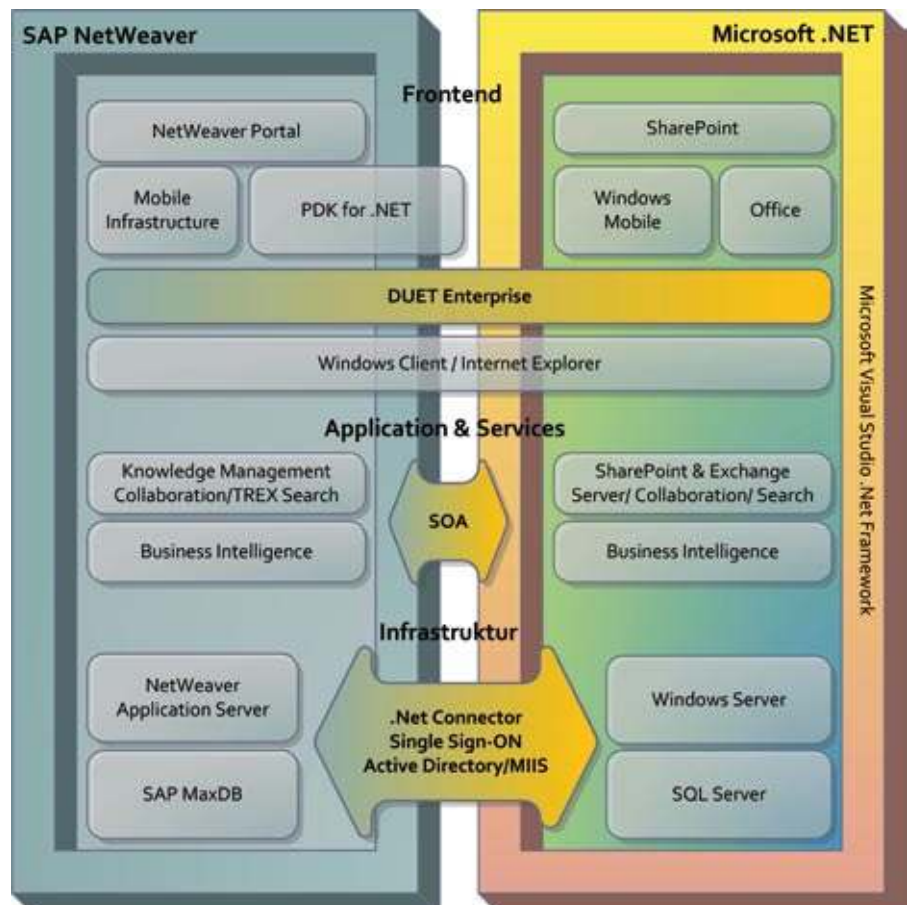 SAP NetWeaver
Microsoft .NET
Frontend
NetWeaver Portal
SharePoint
Mobile
Infrastructure
PDK for .NET
Windows
Mobile
Office
DUET Enterprise
Windows Client / Internet Explorer
Microsoft Visual Studio .Net Framework
Application & Services
Knowledge Management
Collaboration/TREX Search
SOA
SharePoint & Exchange
Server/ Collaboration/ Search
Business Intelligence
Business Intelligence
Infrastruktur
NetWeaver
Application Server
.Net Connector
Single Sign-ON
Active Directory/MIIS
Windows Server
SAP MaxDB
SQL Server